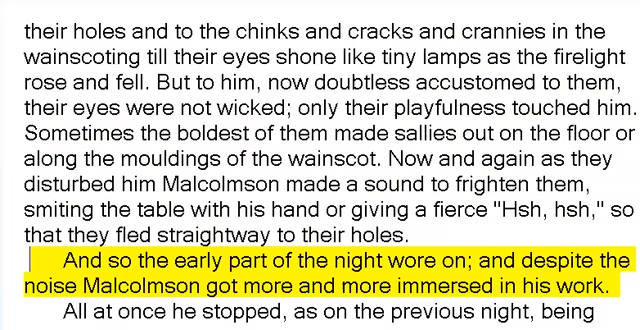 their holes and to the chinks and cracks and crannies in the
wainscoting till their eyes shone like tiny lamps as the firelight
rose and fell. But to him, now doubtless accustomed to them,
their eyes were not wicked; only their playfulness touched him.
Sometimes the boldest of them made sallies out on the floor or
along the mouldings of the wainscot. Now and again as they
disturbed him Malcolmson made a sound to frighten them,
smiting the table with his hand or giving a fierce "Hsh, hsh," so
that they fled straightway to their holes.
And so the early part of the night wore on; and despite the
noise Malcolmson got more and more immersed in his work.
All at once he stopped, as on the previous night, being